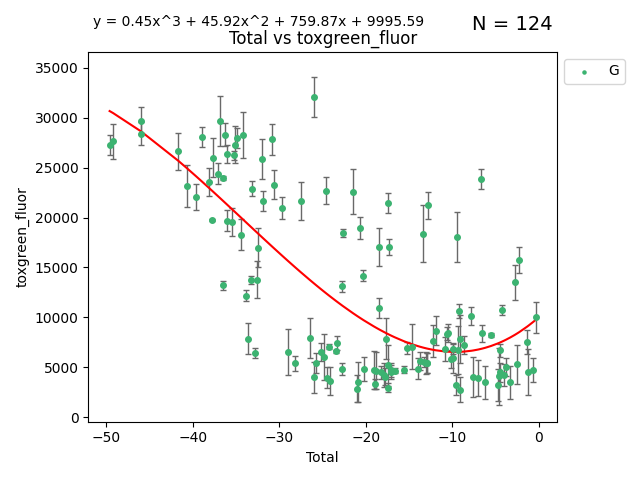 y = 0.45x^3 + 45.92x^2 + 759.87x + 9995.59
N = 124
Total vs toxgreen_fluor
G
35000
30000
25000
20000
15000
10000
5000
0
toxgreen_fluor
−50
−40
−30
−20
−10
0
Total